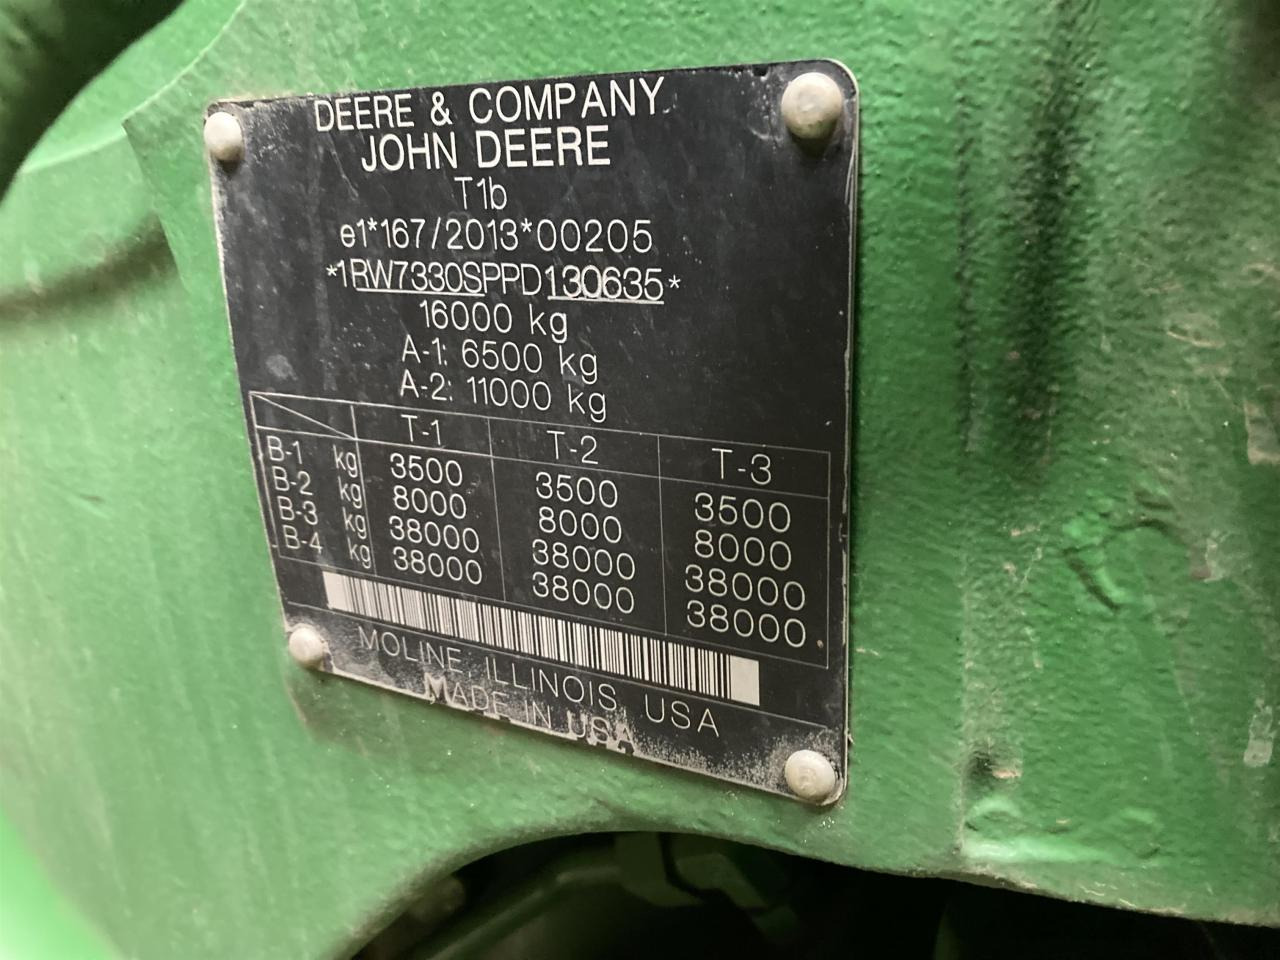 DEERE & COMPANY
JOHN DEERE
T1b
e1*167/2013*00205
*1RW7330SPPD130635*
16000 kg
A-1: 6500 kg
A-2: 11000 kg
T-1 T-2 T-3
B-1 kg 3500 3500 3500
B-2 kg 8000 8000 8000
B-3 kg 38000 38000 38000
B-4 kg 38000 38000 38000
MOLINE, ILLINOIS, USA
MADE IN USA